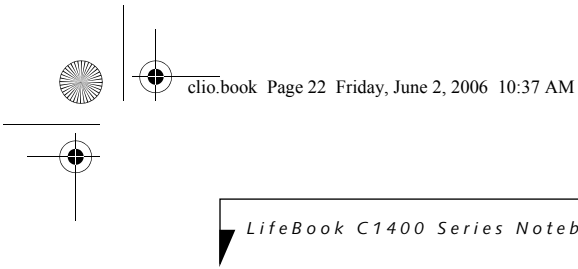 clio.book Page 22 Friday, June 2, 2006 10:37 AM
LifeBook C1400 Series Noteb